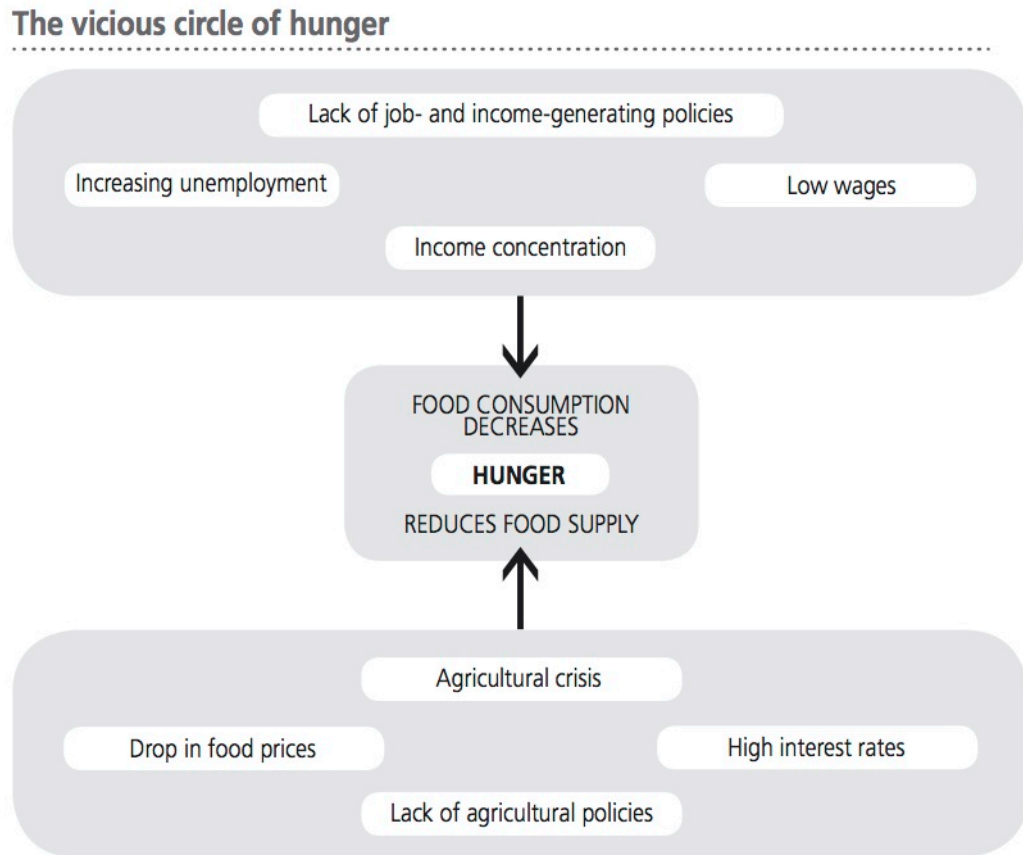 The vicious circle of hunger
Lack of job- and income-generating policies
Increasing unemployment
Low wages
Income concentration
FOOD CONSUMPTION
DECREASES
HUNGER
REDUCES FOOD SUPPLY
Agricultural crisis
Drop in food prices
High interest rates
Lack of agricultural policies